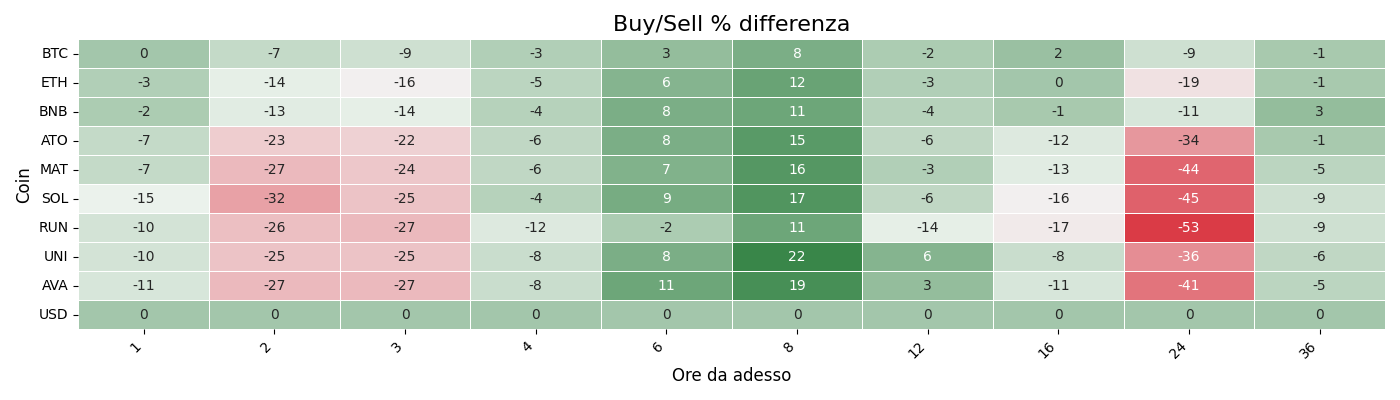 Buy/Sell % differenza
Coin
BTC 0 -7 -9 -3 3 8 -2 2 -9 -1
ETH -3 -14 -16 -5 6 12 -3 0 -19 -1
BNB -2 -13 -14 -4 8 11 -4 -1 -11 3
ATO -7 -23 -22 -6 8 15 -6 -12 -34 -1
MAT -7 -27 -24 -6 7 16 -3 -13 -44 -5
SOL -15 -32 -25 -4 9 17 -6 -16 -45 -9
RUN -10 -26 -27 -12 -2 11 -14 -17 -53 -9
UNI -10 -25 -25 -8 8 22 6 -8 -36 -6
AVA -11 -27 -27 -8 11 19 3 -11 -41 -5
USD 0 0 0 0 0 0 0 0 0 0
1 2 3 4 6 8 12 16 24 36
Ore da adesso